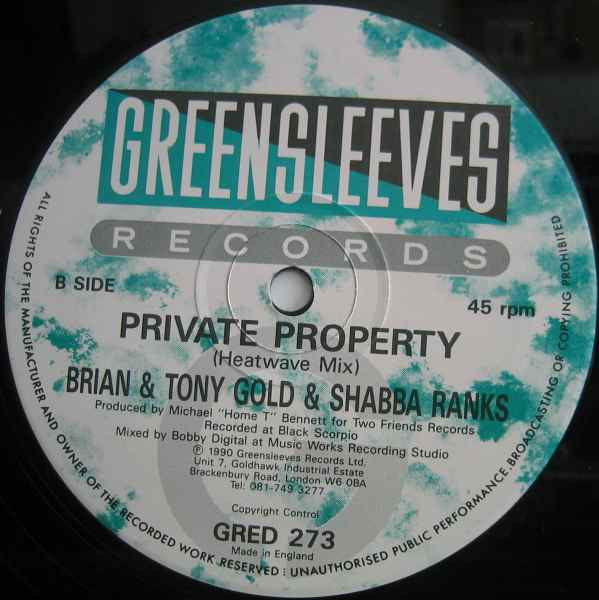 GREENSLEEVES
RECORDS
B SIDE
45 rpm
PRIVATE PROPERTY
(Heatwave Mix)
BRIAN & TONY GOLD & SHABBA RANKS
Produced by Michael "Home T" Bennett for Two Friends Records
Recorded at Black Scorpio
Mixed by Bobby Digital at Music Works Recording Studio
℗ 1990 Greensleeves Records Ltd.
Unit 7, Goldhawk Industrial Estate
Brackenbury Road, London W6 0BA
Tel: 081-749 3277
Copyright Control
GRED 273
Made in England
ALL RIGHTS OF THE MANUFACTURER AND OWNER OF THE RECORDED WORK RESERVED : UNAUTHORISED PUBLIC PERFORMANCE BROADCASTING OR COPYING PROHIBITED